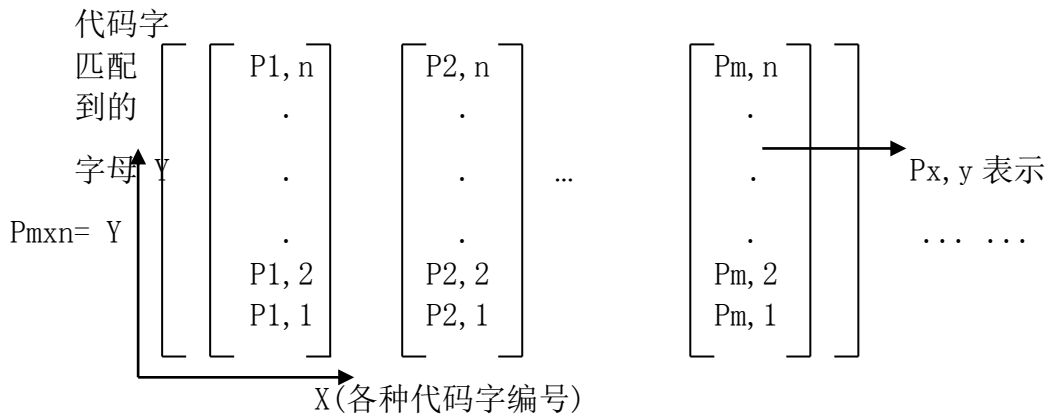 代码字
匹配 P1,n P2,n Pm,n
到的 . . .
字母 Y . . … . Px,y 表示
Pmxn= Y . . . ... ...
P1,2 P2,2 Pm,2
P1,1 P2,1 Pm,1
X(各种代码字编号)